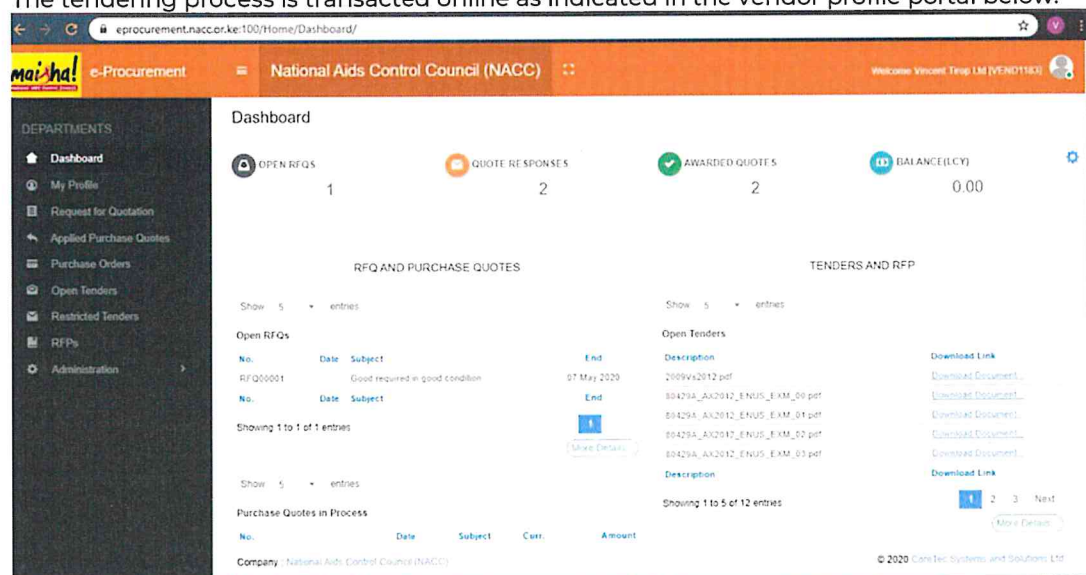 The tendering process is transacted online as indicated in the vendor profile portal below.
eprocurement.nacc.or.ke:100/Home/Dashboard/
V
maisha!
e-Procurement
National Aids Control Council (NACC)
Welcome Vincent Tirop Ltd [VEND1183]
DEPARTMENTS
Dashboard
My Profile
Request for Quotation
Applied Purchase Quotes
Purchase Orders
Open Tenders
Restricted Tenders
RFPs
Administration
Dashboard
OPEN RFQS
1
QUOTE RESPONSES
2
AWARDED QUOTES
2
BALANCE(LCY)
0.00
RFQ AND PURCHASE QUOTES
Show 5 entries
Open RFQs
No. Date Subject End
RFQ00001 Good required in good condition 07 May 2020
No. Date Subject End
Showing 1 to 1 of 1 entries
1
More Details
Show 5 entries
Purchase Quotes in Process
No. Date Subject Curr. Amount
TENDERS AND RFP
Show 5 entries
Open Tenders
Description Download Link
2009Vs2012.pdf Download Document
80429A_AX2012_ENUS_EXM_00.pdf Download Document
80429A_AX2012_ENUS_EXM_01.pdf Download Document
80429A_AX2012_ENUS_EXM_02.pdf Download Document
80429A_AX2012_ENUS_EXM_03.pdf Download Document
Description Download Link
Showing 1 to 5 of 12 entries
1 2 3 Next
More Details
Company : National Aids Control Council (NACC)
© 2020 CoreTec Systems and Solutions Ltd